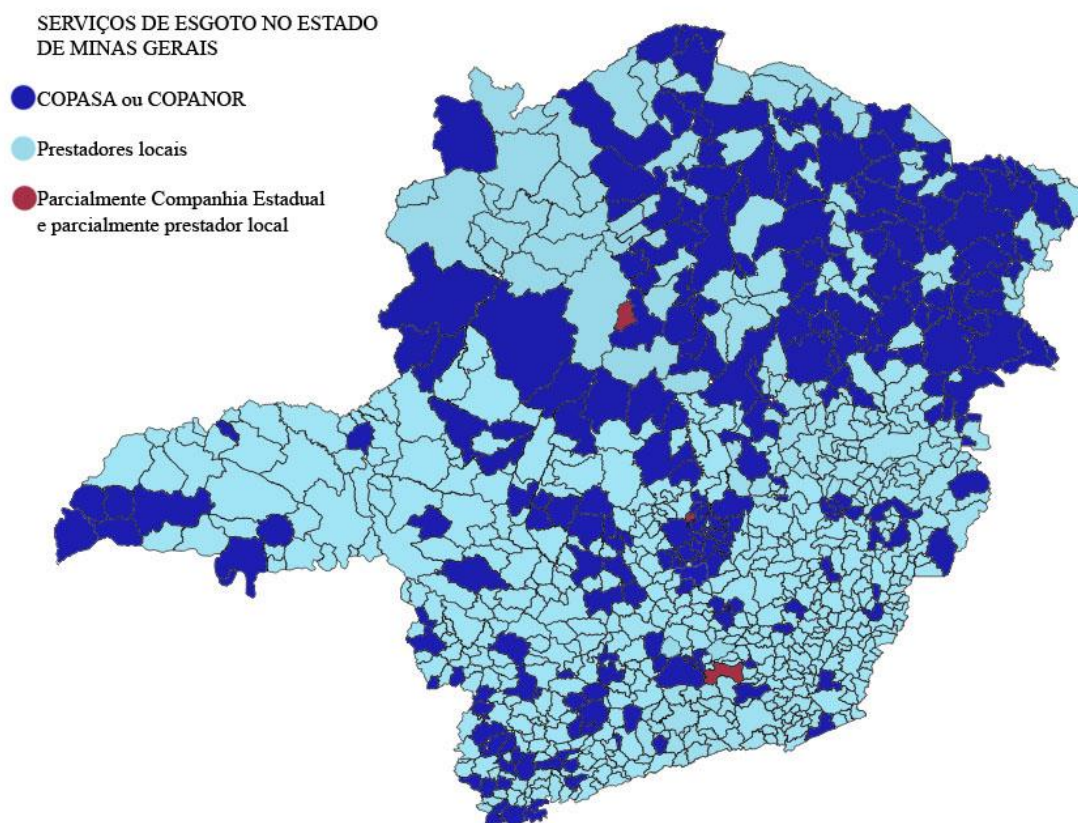 SERVIÇOS DE ESGOTO NO ESTADO
DE MINAS GERAIS
COPASA ou COPANOR
Prestadores locais
Parcialmente Companhia Estadual
e parcialmente prestador local